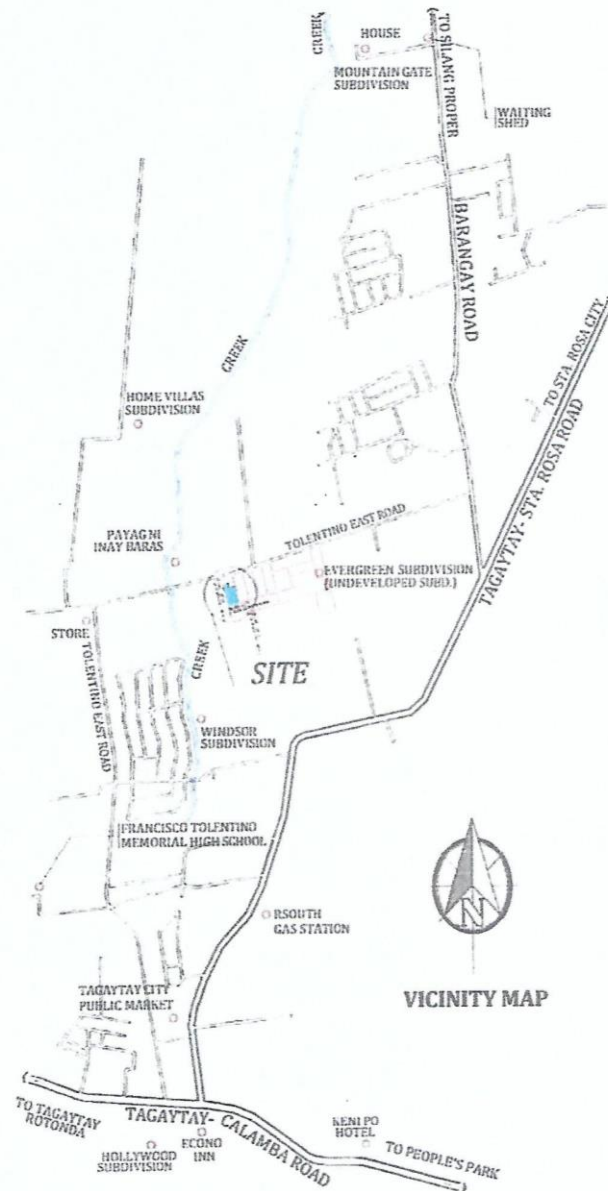 CREEK
HOUSE
TO SILANG PROPER
MOUNTAIN GATE
SUBDIVISION
WAITING
SHED
BARANGAY ROAD
CREEK
TO STA. ROSA CITY
TAGAYTAY- STA. ROSA ROAD
HOME VILLAS
SUBDIVISION
TOLENTINO EAST ROAD
PAYAG NI
INAY BARAS
EVERGREEN SUBDIVISION
(UNDEVELOPED SUBD.)
STORE
CREEK
SITE
TOLENTINO EAST ROAD
WINDSOR
SUBDIVISION
FRANCISCO TOLENTINO
MEMORIAL HIGH SCHOOL
N
RSOUTH
GAS STATION
VICINITY MAP
TAGAYTAY CITY
PUBLIC MARKET
TO TAGAYTAY
ROTONDA
TAGAYTAY- CALAMBA ROAD
ECONO
INN
HOLLYWOOD
SUBDIVISION
KENI PO
HOTEL
TO PEOPLE'S PARK